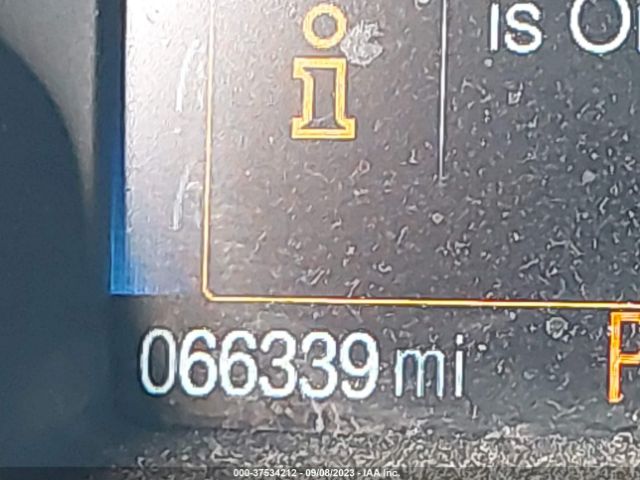 i
is
066339 mi
000-37534212 - 09/08/2023 - IAA Inc.